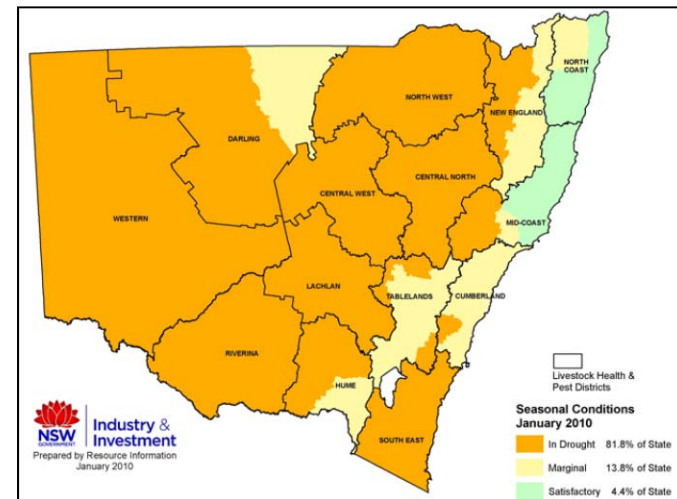 NORTH COAST
NORTH WEST
NEW ENGLAND
DARLING
CENTRAL NORTH
CENTRAL WEST
WESTERN
MID-COAST
LACHLAN
TABLELANDS
CUMBERLAND
RIVERINA
HUME
SOUTH EAST
NSW
GOVERNMENT
Industry &
Investment
Prepared by Resource Information
January 2010
Livestock Health &
Pest Districts
Seasonal Conditions
January 2010
In Drought 81.8% of State
Marginal 13.8% of State
Satisfactory 4.4% of State